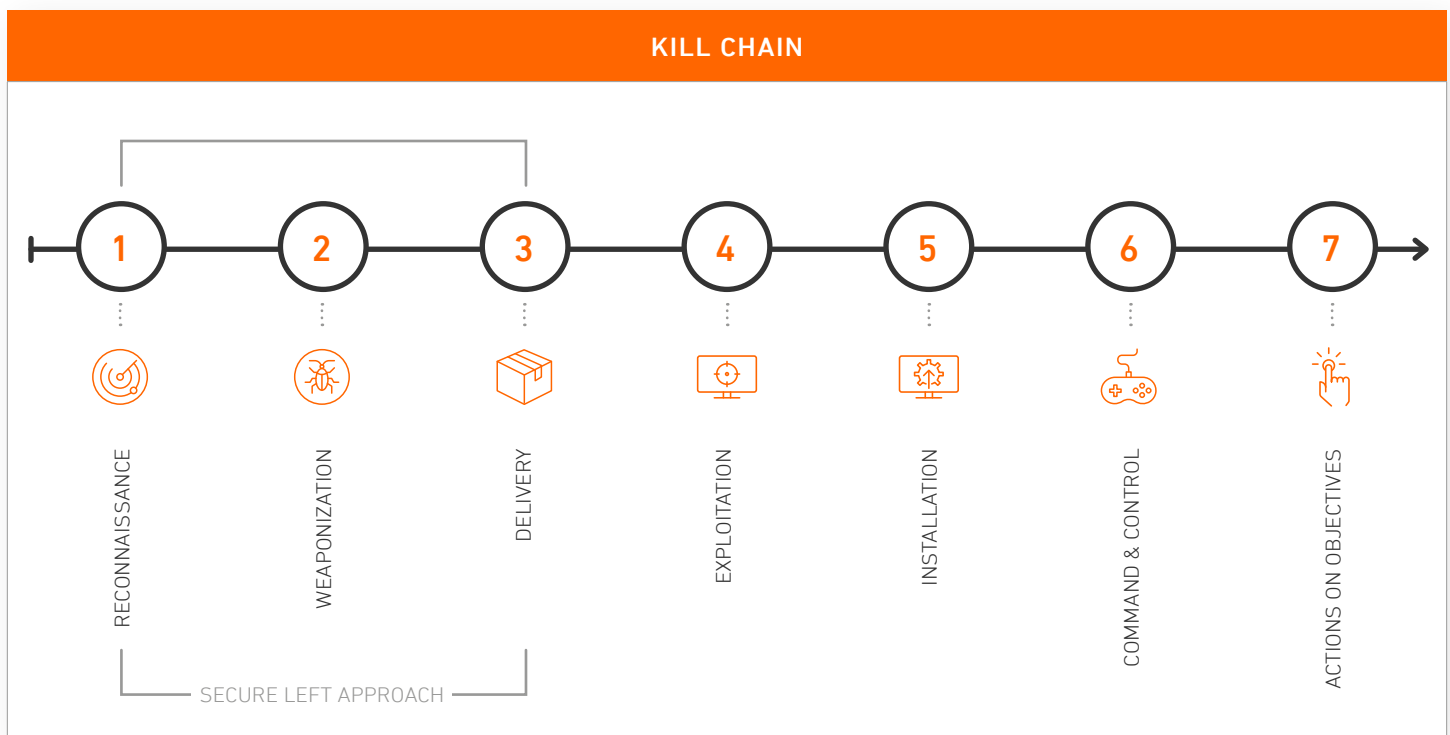 KILL CHAIN
1
2
3
4
5
6
7
RECONNAISSANCE
WEAPONIZATION
DELIVERY
EXPLOITATION
INSTALLATION
COMMAND & CONTROL
ACTIONS ON OBJECTIVES
SECURE LEFT APPROACH